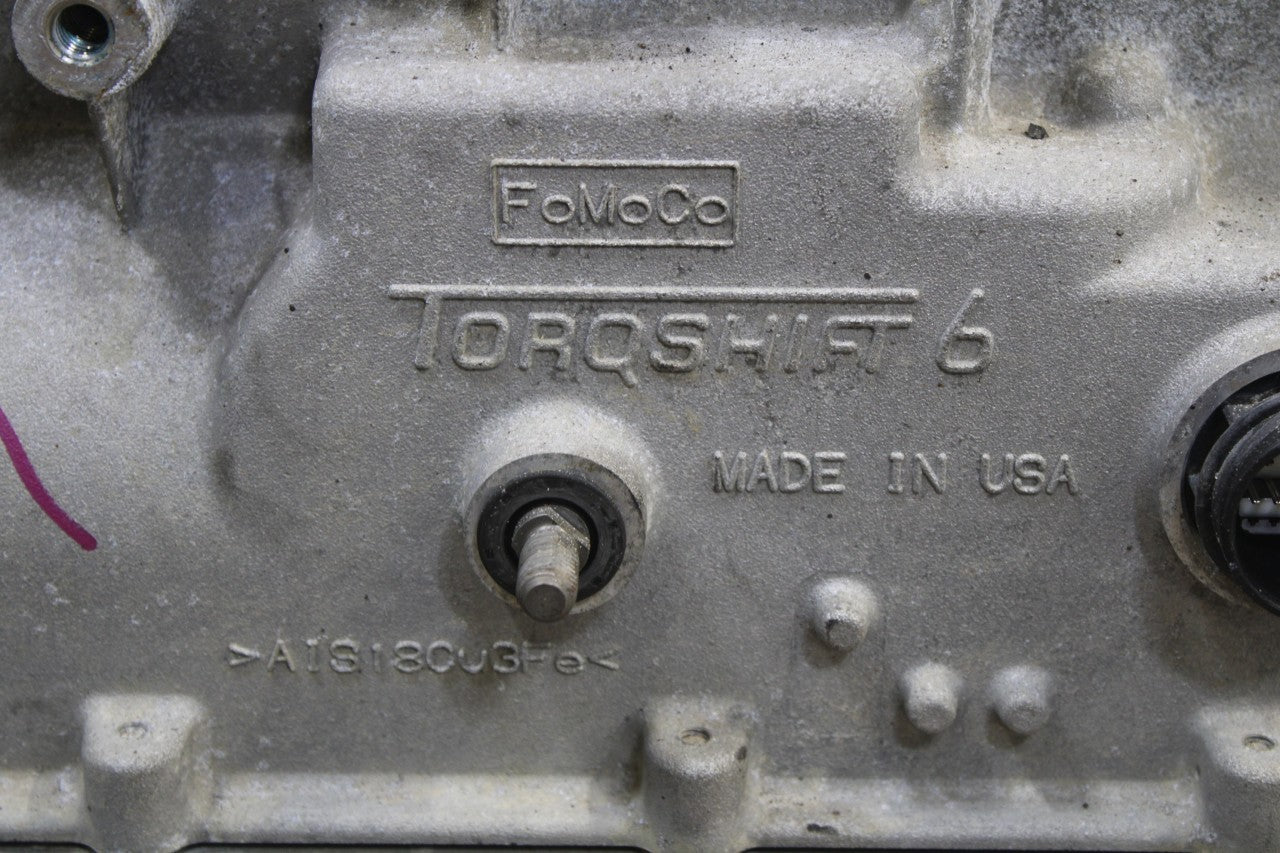 FoMoCo
TORQSHIFT 6
MADE IN USA
>AlSi8Cu3Fe<